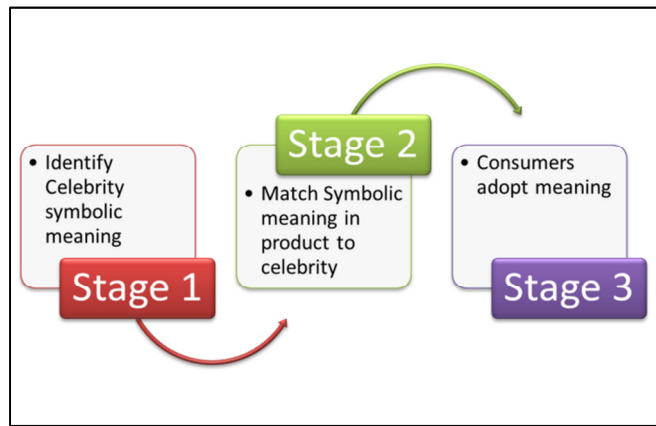 • Identify
Celebrity
symbolic
meaning
Stage 1
Stage 2
• Match Symbolic
meaning in
product to
celebrity
• Consumers
adopt meaning
Stage 3